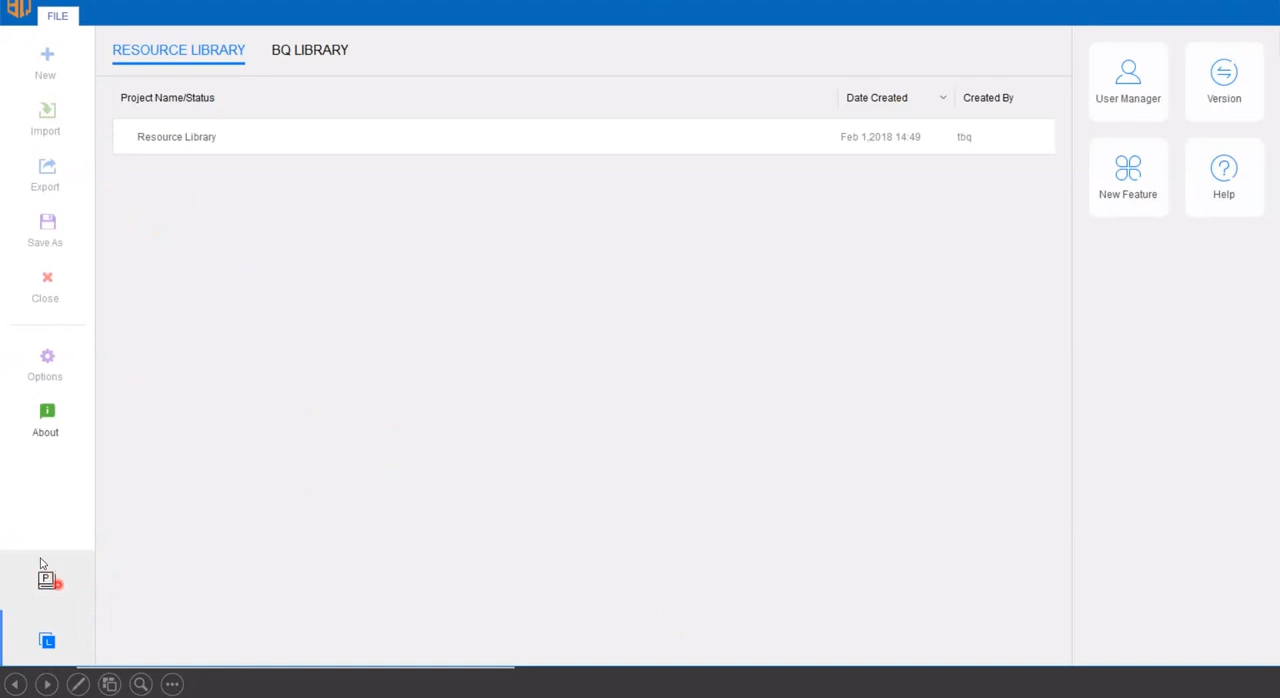 BQ
FILE
New
Import
Export
Save As
Close
Options
About
P
L
RESOURCE LIBRARY BQ LIBRARY
Project Name/Status Date Created Created By
Resource Library Feb 1,2018 14:49 tbq
User Manager Version
New Feature Help